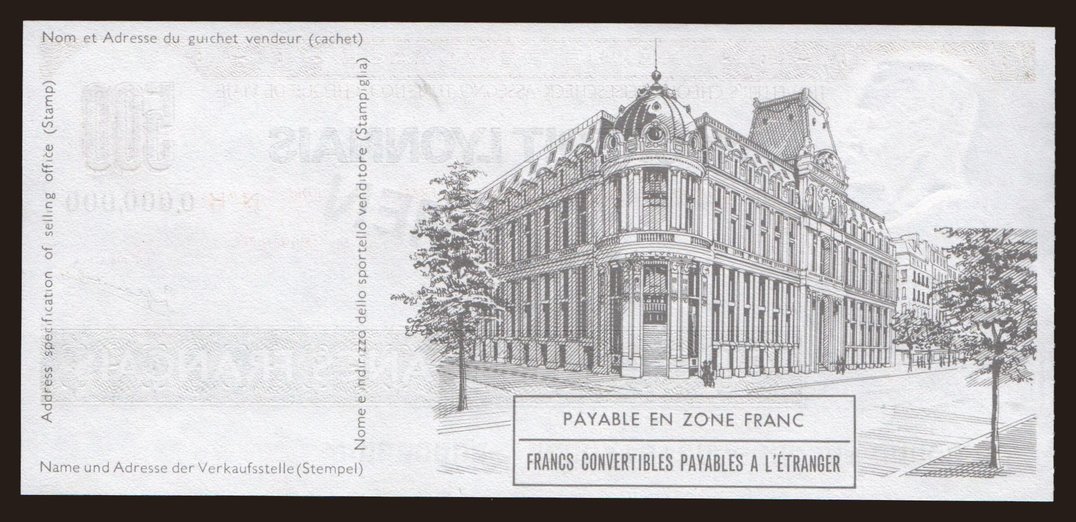 Nom et Adresse du guichet vendeur (cachet)
Address specification of selling office (Stamp)
Nome e indirizzo dello sportello venditore (Stampiglia)
Name und Adresse der Verkaufsstelle (Stempel)
PAYABLE EN ZONE FRANC
FRANCS CONVERTIBLES PAYABLES A L'ÉTRANGER